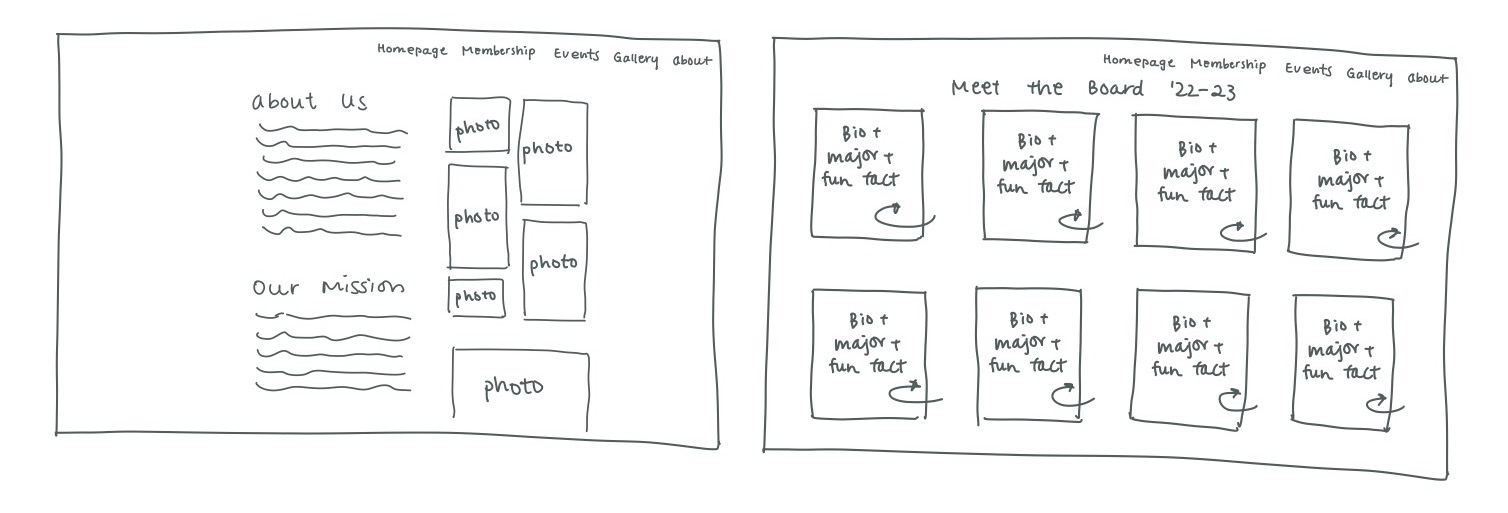 Homepage Membership Events Gallery about
about us
photo
photo
photo
photo
photo
Our Mission
photo
Homepage Membership Events Gallery about
Meet the Board '22-23
Bio +
major +
fun fact
Bio +
major +
fun fact
Bio +
major +
fun fact
Bio +
major +
fun fact
Bio +
major +
fun fact
Bio +
major +
fun fact
Bio +
major +
fun fact
Bio +
major +
fun fact